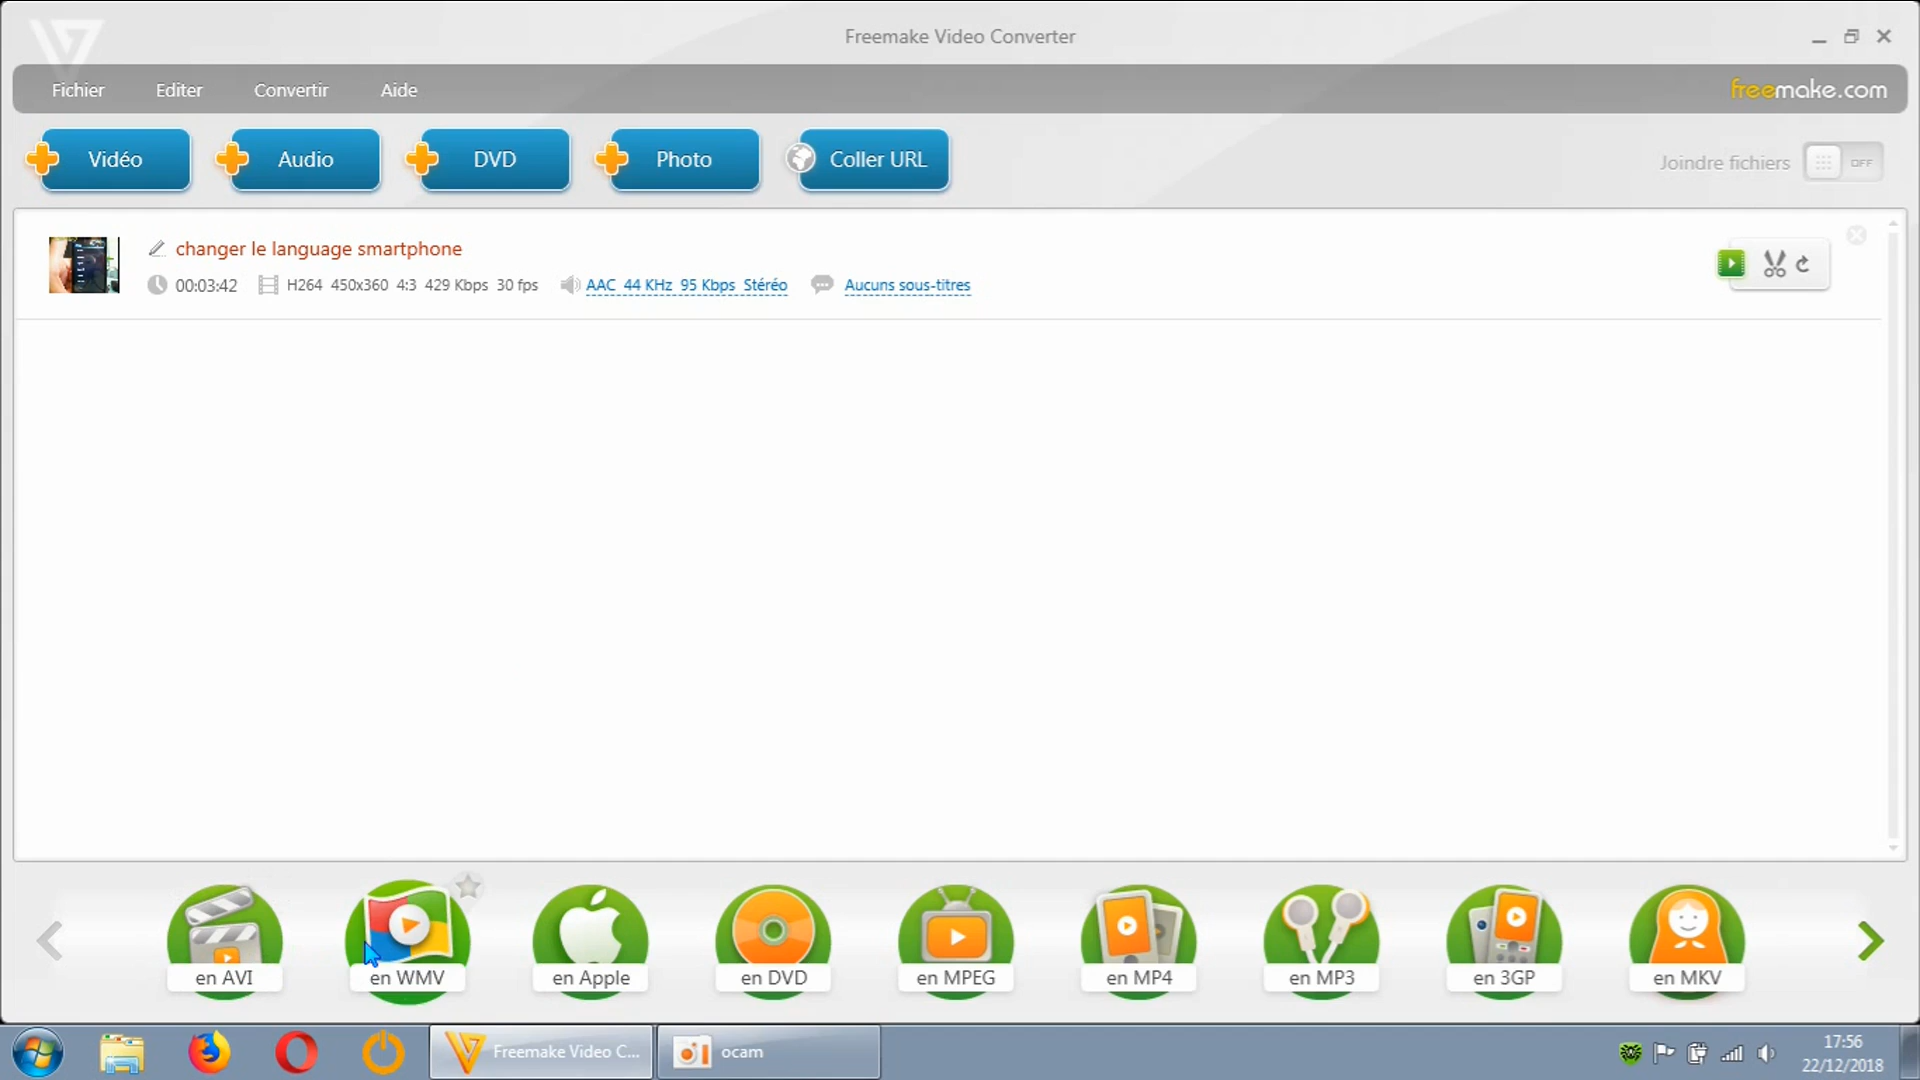 Freemake Video Converter
Fichier Editer Convertir Aide
freemake.com
Vidéo Audio DVD Photo Coller URL
Joindre fichiers OFF
changer le language smartphone
00:03:42 H264 450x360 4:3 429 Kbps 30 fps AAC 44 KHz 95 Kbps Stéréo Aucuns sous-titres
en AVI en WMV en Apple en DVD en MPEG en MP4 en MP3 en 3GP en MKV
Freemake Video C... ocam
17:56
22/12/2018